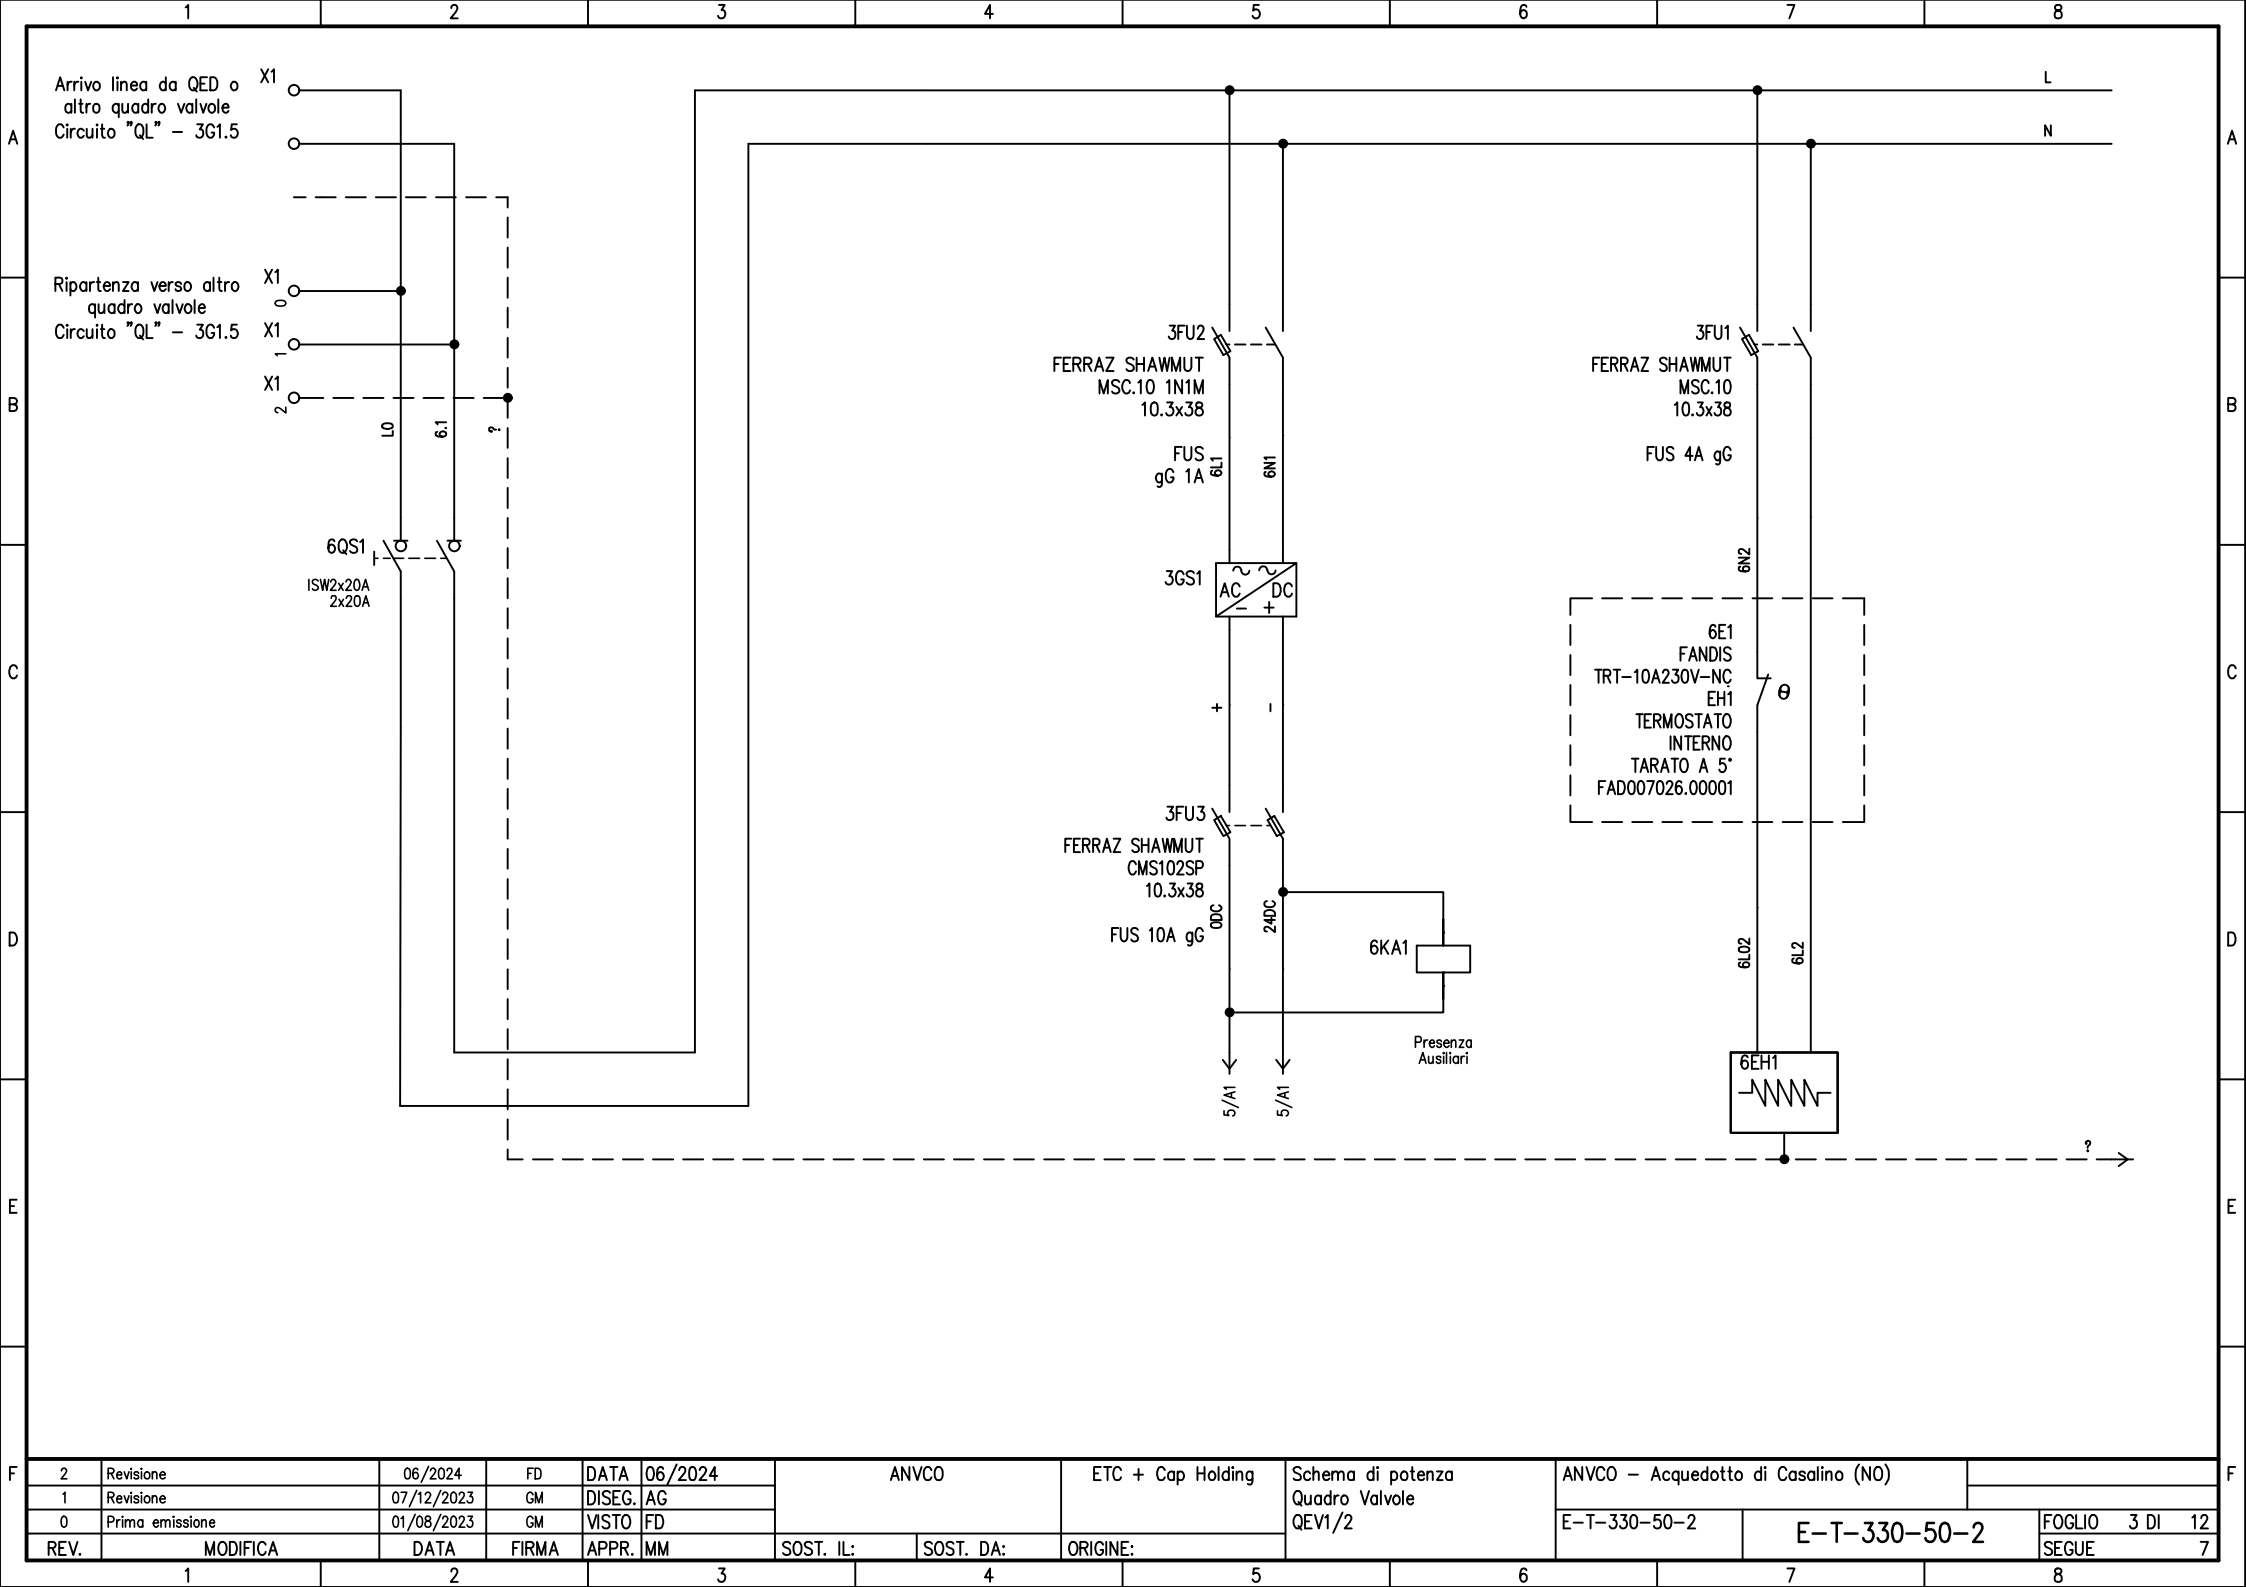 1 2 3 4 5 6 7 8
A A
B B
C C
D D
E E
F F
Arrivo linea da QED o
altro quadro valvole
Circuito "QL" - 3G1.5
X1
Ripartenza verso altro
quadro valvole
Circuito "QL" - 3G1.5
X1
0
X1
1
X1
2
L0
6.1
?
6QS1
ISW2x20A
2x20A
L
N
3FU2
FERRAZ SHAWMUT
MSC.10 1N1M
10.3x38
FUS
gG 1A
6L1
6N1
3GS1
AC
DC
- +
+
-
3FU3
FERRAZ SHAWMUT
CMS102SP
10.3x38
FUS 10A gG
0DC
24DC
6KA1
Presenza
Ausiliari
5/A1
5/A1
3FU1
FERRAZ SHAWMUT
MSC.10
10.3x38
FUS 4A gG
6N2
6E1
FANDIS
TRT-10A230V-NC
EH1
TERMOSTATO
INTERNO
TARATO A 5°
FAD007026.00001
θ
6L02
6L2
6EH1
?
2 Revisione 06/2024 FD DATA 06/2024
1 Revisione 07/12/2023 GM DISEG. AG
0 Prima emissione 01/08/2023 GM VISTO FD
REV. MODIFICA DATA FIRMA APPR. MM
ANVCO
SOST. IL: SOST. DA:
ETC + Cap Holding
ORIGINE:
Schema di potenza
Quadro Valvole
QEV1/2
ANVCO - Acquedotto di Casalino (NO)
E-T-330-50-2
E-T-330-50-2
FOGLIO 3 DI 12
SEGUE 7
1 2 3 4 5 6 7 8